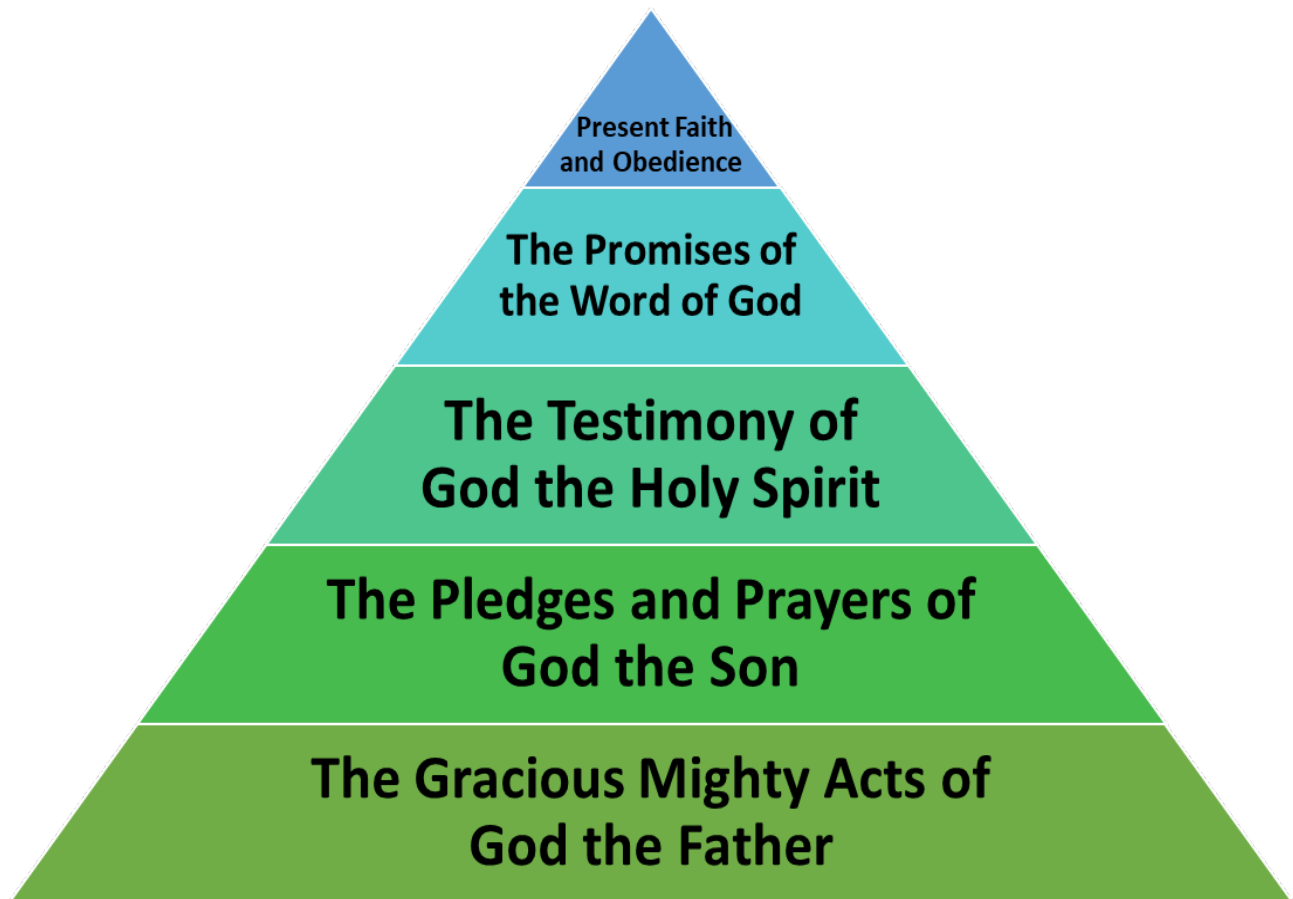 Present Faith
and Obedience
The Promises of
the Word of God
The Testimony of
God the Holy Spirit
The Pledges and Prayers of
God the Son
The Gracious Mighty Acts of
God the Father